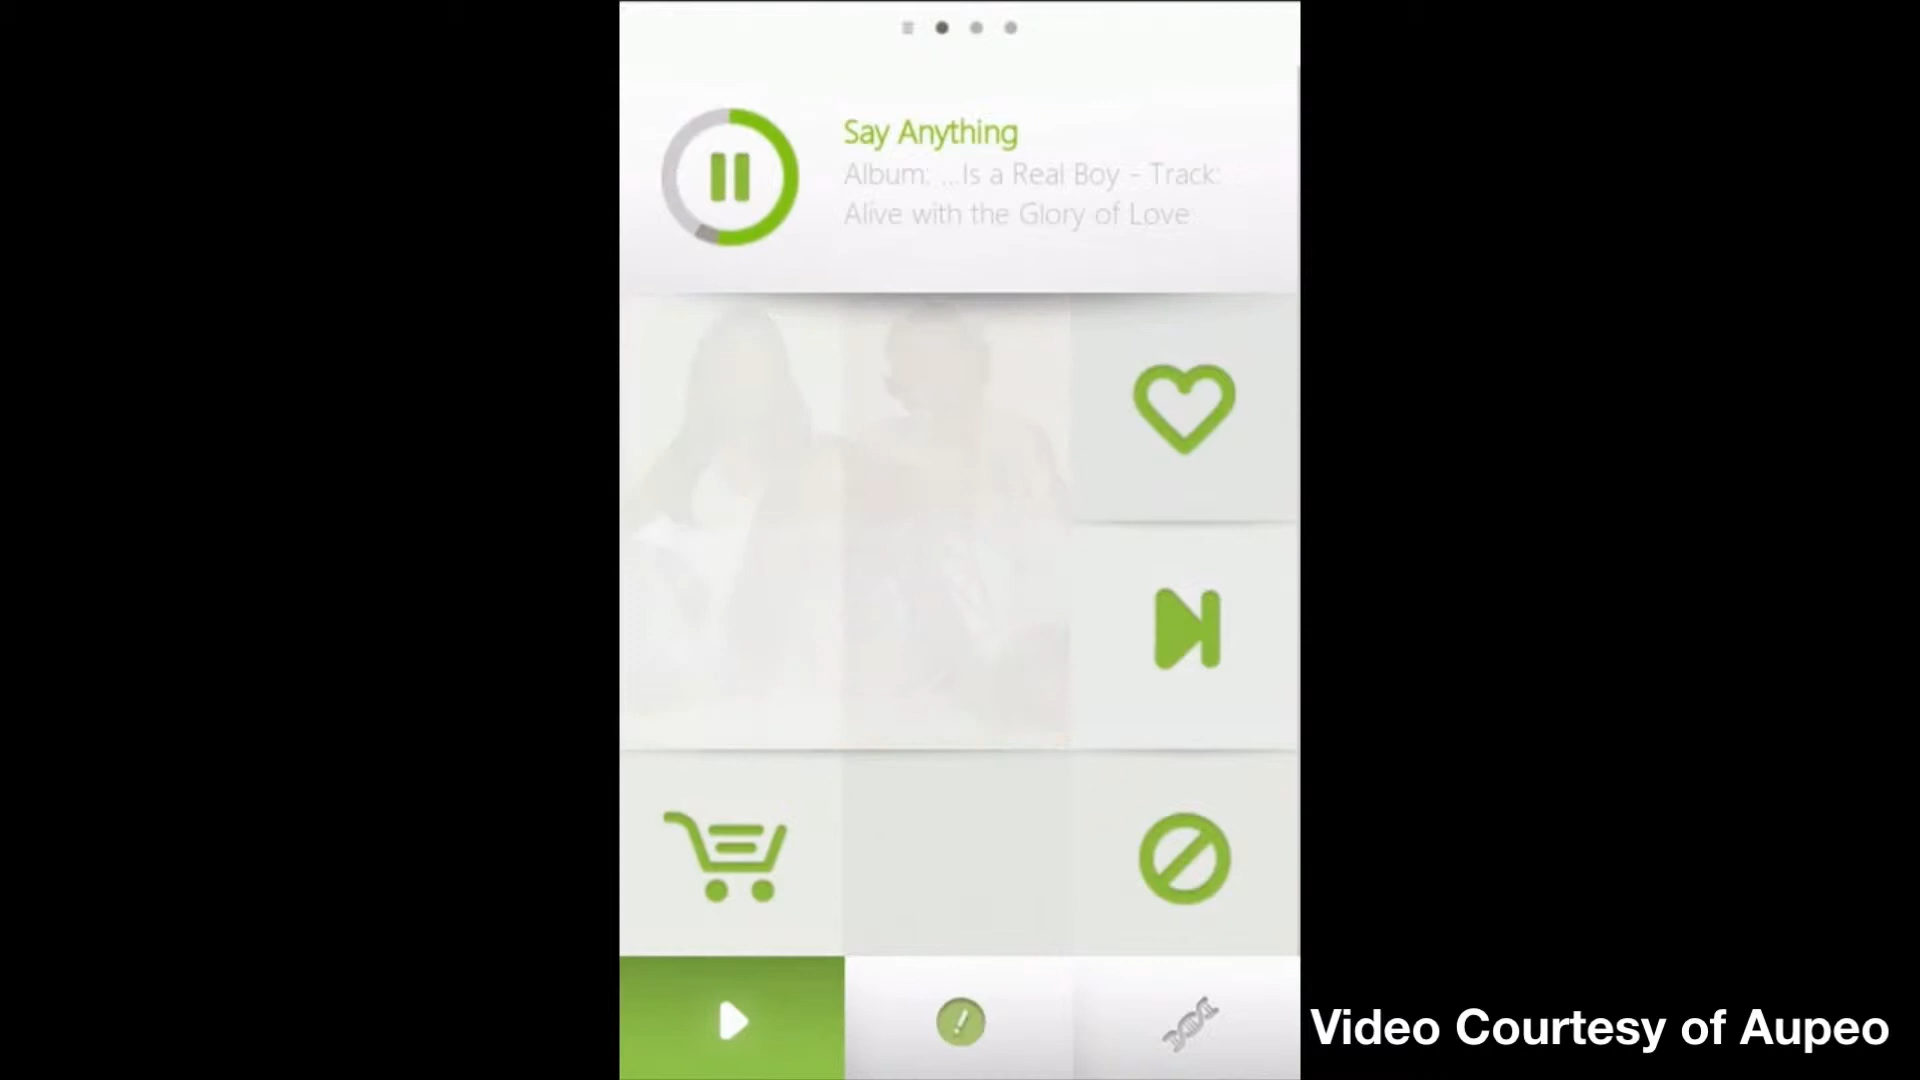 Say Anything
Album: ...Is a Real Boy - Track:
Alive with the Glory of Love
Video Courtesy of Aupeo